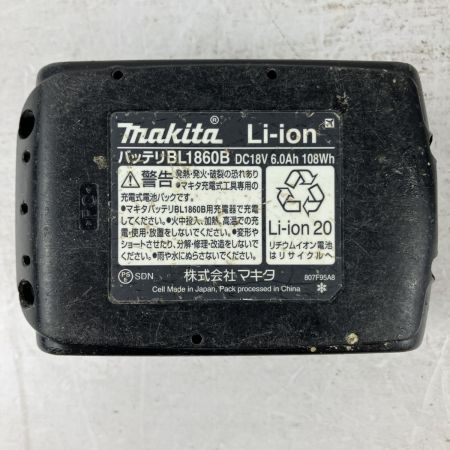 makita® Li-ion
バッテリBL1860B DC18V 6.0Ah 108Wh
警告 発熱・発火・破裂の恐れあり
●マキタ充電式工具専用の
充電式電池パックです。
●マキタバッテリBL1860B用充電器で充電
してください。●火中投入、加熱、高温での充
電・使用・放置をしないでください。●変形や
ショートさせたり、分解・修理・改造をしないで
ください。●雨や水にぬらさないでください。
Li-ion 20
リチウムイオン電池
はリサイクルへ
PS E SDN 株式会社マキタ
Cell Made in Japan, Pack processed in China
807F95A8